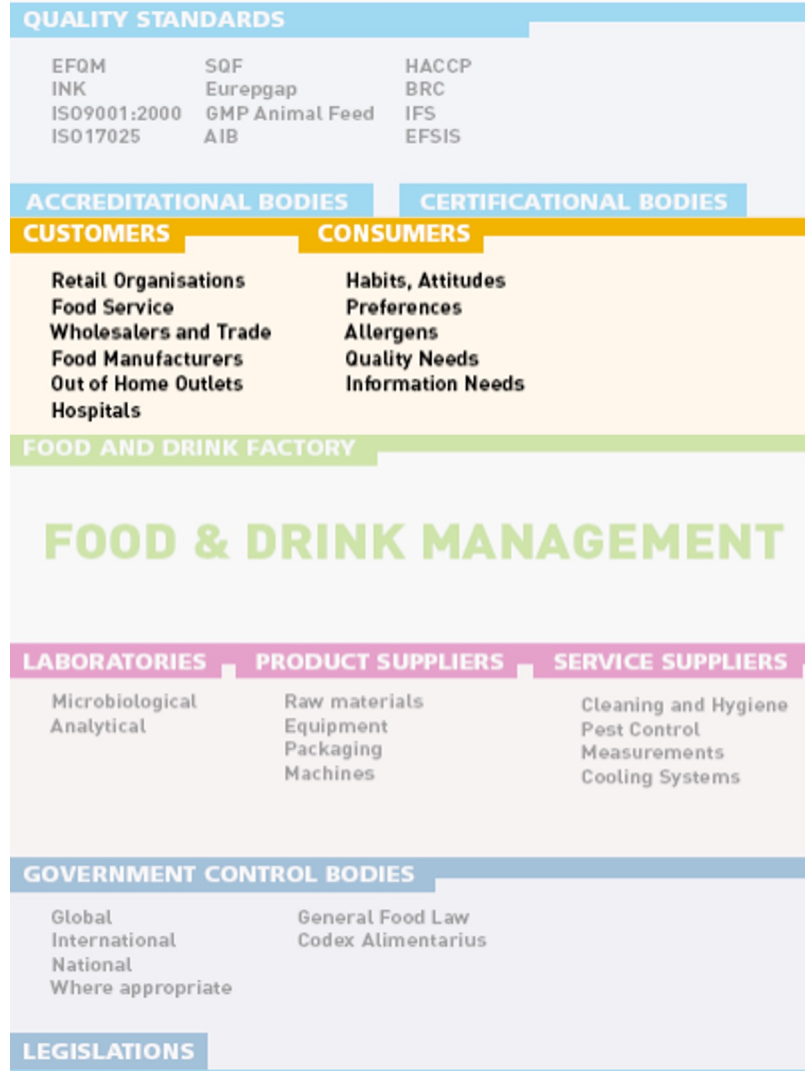 QUALITY STANDARDS
EFQM SQF HACCP
INK Eurepgap BRC
ISO9001:2000 GMP Animal Feed IFS
ISO17025 AIB EFSIS
ACCREDITATIONAL BODIES CERTIFICATIONAL BODIES
CUSTOMERS CONSUMERS
Retail Organisations Habits, Attitudes
Food Service Preferences
Wholesalers and Trade Allergens
Food Manufacturers Quality Needs
Out of Home Outlets Information Needs
Hospitals
FOOD AND DRINK FACTORY
FOOD & DRINK MANAGEMENT
LABORATORIES PRODUCT SUPPLIERS SERVICE SUPPLIERS
Microbiological Raw materials Cleaning and Hygiene
Analytical Equipment Pest Control
Packaging Measurements
Machines Cooling Systems
GOVERNMENT CONTROL BODIES
Global General Food Law
International Codex Alimentarius
National
Where appropriate
LEGISLATIONS